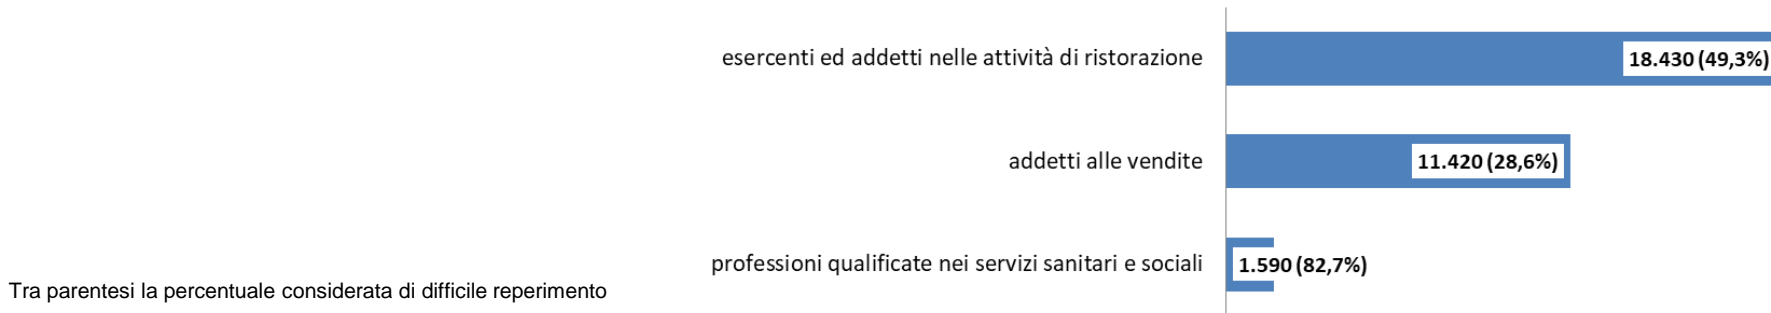 esercenti ed addetti nelle attività di ristorazione 18.430 (49,3%)
addetti alle vendite 11.420 (28,6%)
professioni qualificate nei servizi sanitari e sociali 1.590 (82,7%)
Tra parentesi la percentuale considerata di difficile reperimento